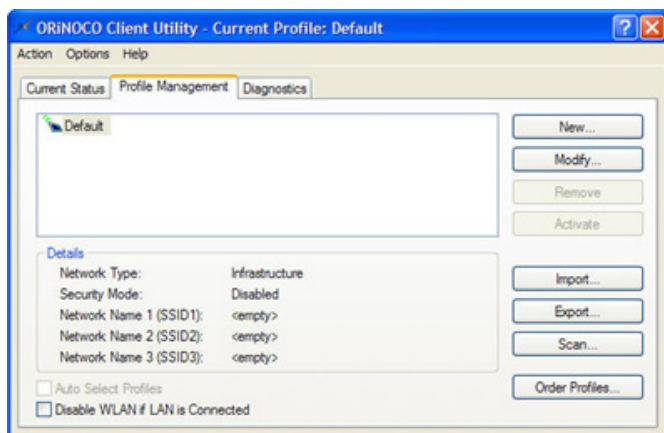 ORiNOCO Client Utility - Current Profile: Default
Action Options Help
Current Status Profile Management Diagnostics
Default
New...
Modify...
Remove
Activate
Details
Network Type: Infrastructure
Security Mode: Disabled
Network Name 1 (SSID1): <empty>
Network Name 2 (SSID2): <empty>
Network Name 3 (SSID3): <empty>
Import...
Export...
Scan...
Order Profiles...
Auto Select Profiles
Disable WLAN if LAN is Connected